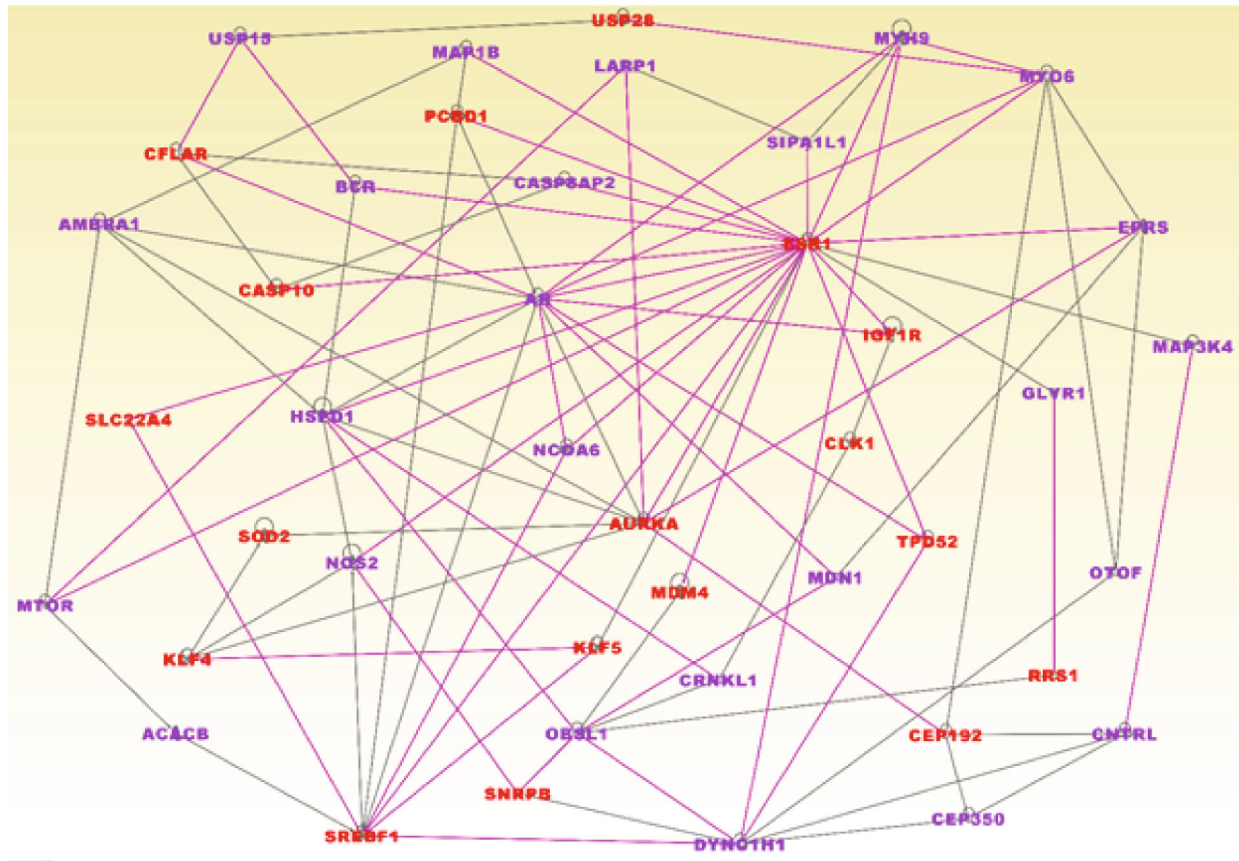 USP28
USP15
MYH9
MAP1B
LARP1
MYO6
PCBD1
SIPA1L1
CFLAR
BCR
CASP8AP2
AMBRA1
EPRS
ESR1
CASP10
AR
IGF1R
MAP3K4
GLYR1
SLC22A4
HSPD1
CLK1
NCOA6
AURKA
SOD2
TPD52
NOS2
MDN1
OTOF
MDM4
MTOR
KLF5
KLF4
CRNKL1
RRS1
ACACB
OBSL1
CEP192
CNTRL
SNRPB
CEP350
SREBF1
DYNC1H1